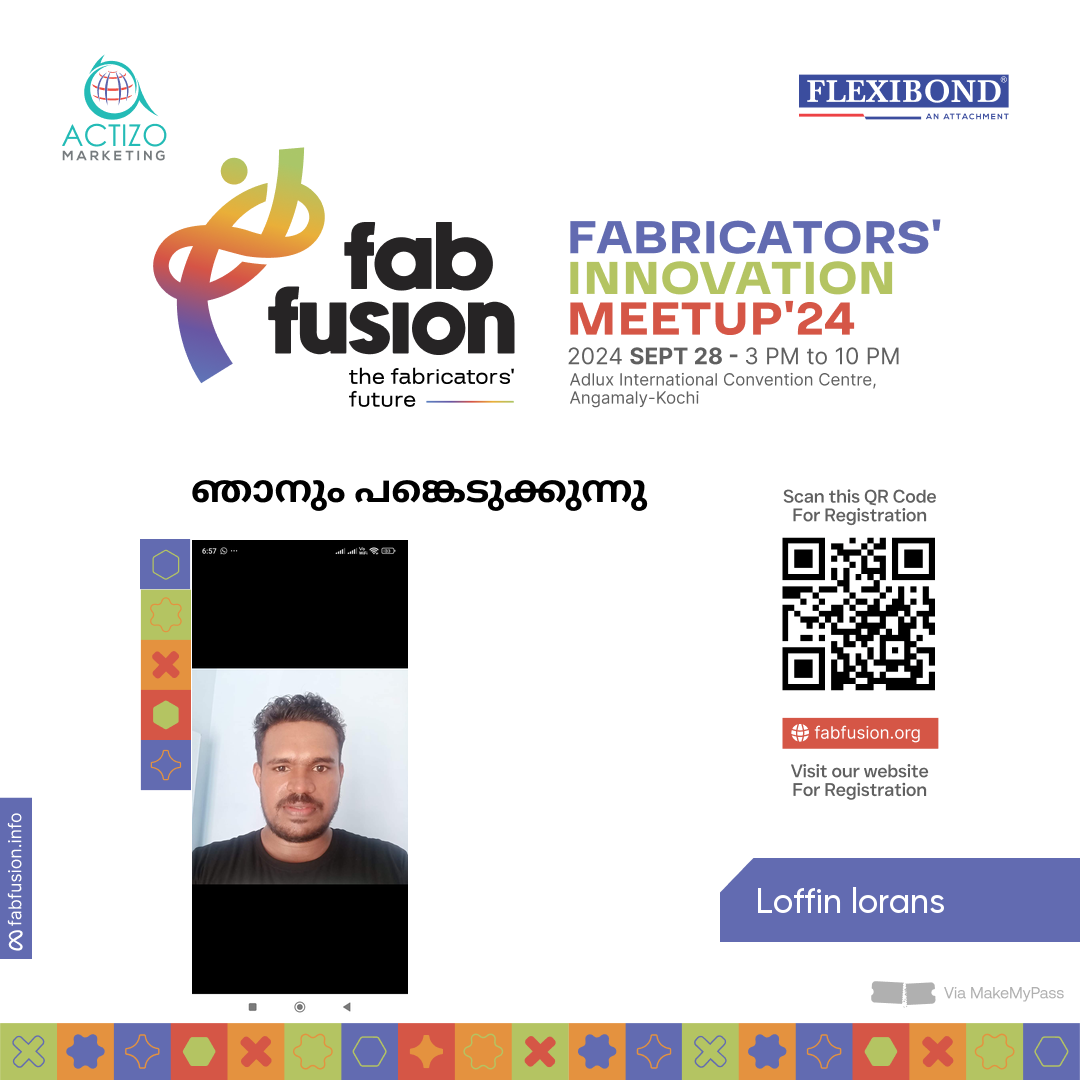 ACTIZO
MARKETING
FLEXIBOND®
AN ATTACHMENT
fab
fusion
the fabricators'
future
FABRICATORS'
INNOVATION
MEETUP'24
2024 SEPT 28 - 3 PM to 10 PM
Adlux International Convention Centre,
Angamaly-Kochi
ഞാനും പങ്കെടുക്കുന്നു
Scan this QR Code
For Registration
6:57
fabfusion.org
Visit our website
For Registration
fabfusion.info
Loffin lorans
Via MakeMyPass